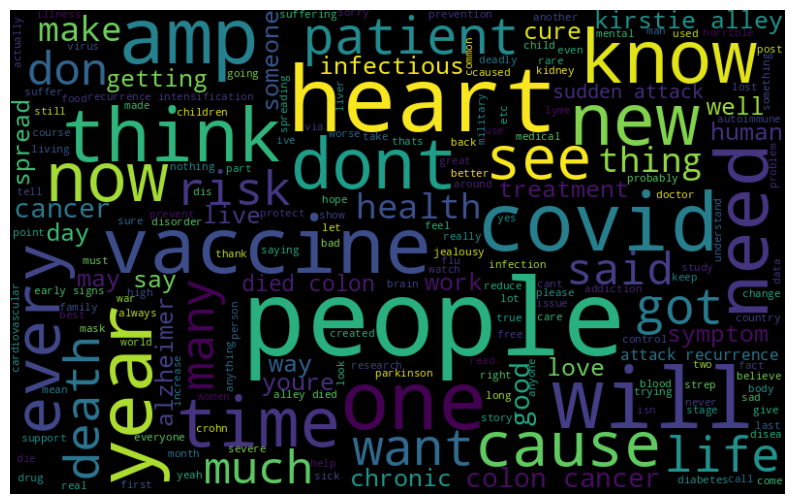 actually
illness
virus
make
amp
someone
suffering
sorry
prevention
another
kirstie alley
mental
used
man
horrible
patient
cure
child
even
know
post
rare
deadly
don
getting
infectious
common
ccaused
kidney
something
lost
suffer
food
going
recurrence
intensification
heart
sudden attack
still
made
children
spreading
liver
etc
military
lyme
new
well
autoimmune
spread
think
course
via
worse
take
thats
back
medical
use
human
living
nothing
part
ive
great
better
see
thing
problem
tell
now
dis
dont
around
probably
risk
hope
treatment
doctor
cancer
prevent
live
protect
show
health
yes
covid
understand
need
point
day
sure
disorder
let
feel
vaccine
thank
saying
bad
jealousy
really
infection
flu
watch
must
may
say
died colon
brain
work
cant
said
study
data
early signs
war
high
many
people
reduce
please
issue
addiction
keep
change
cardiovascular
every
family
always
year
alzheimer
person
created
lot
care
got
country
best
mask
world
way
true
free
control
symptom
death
increase
anything
look
research
read
attack recurrence
youre
parkinson
right
anyone
good
love
two
fact
mean
women
time
alley died
long
one
blood
strep
believe
trying
body
crohn
story
isn
never
sad
support
everyone
want
will
stage
give
last
die
month
severe
cause
life
disea
drug
real
first
yeah
much
help
sick
chronic
colon cancer
diabetes
call
come